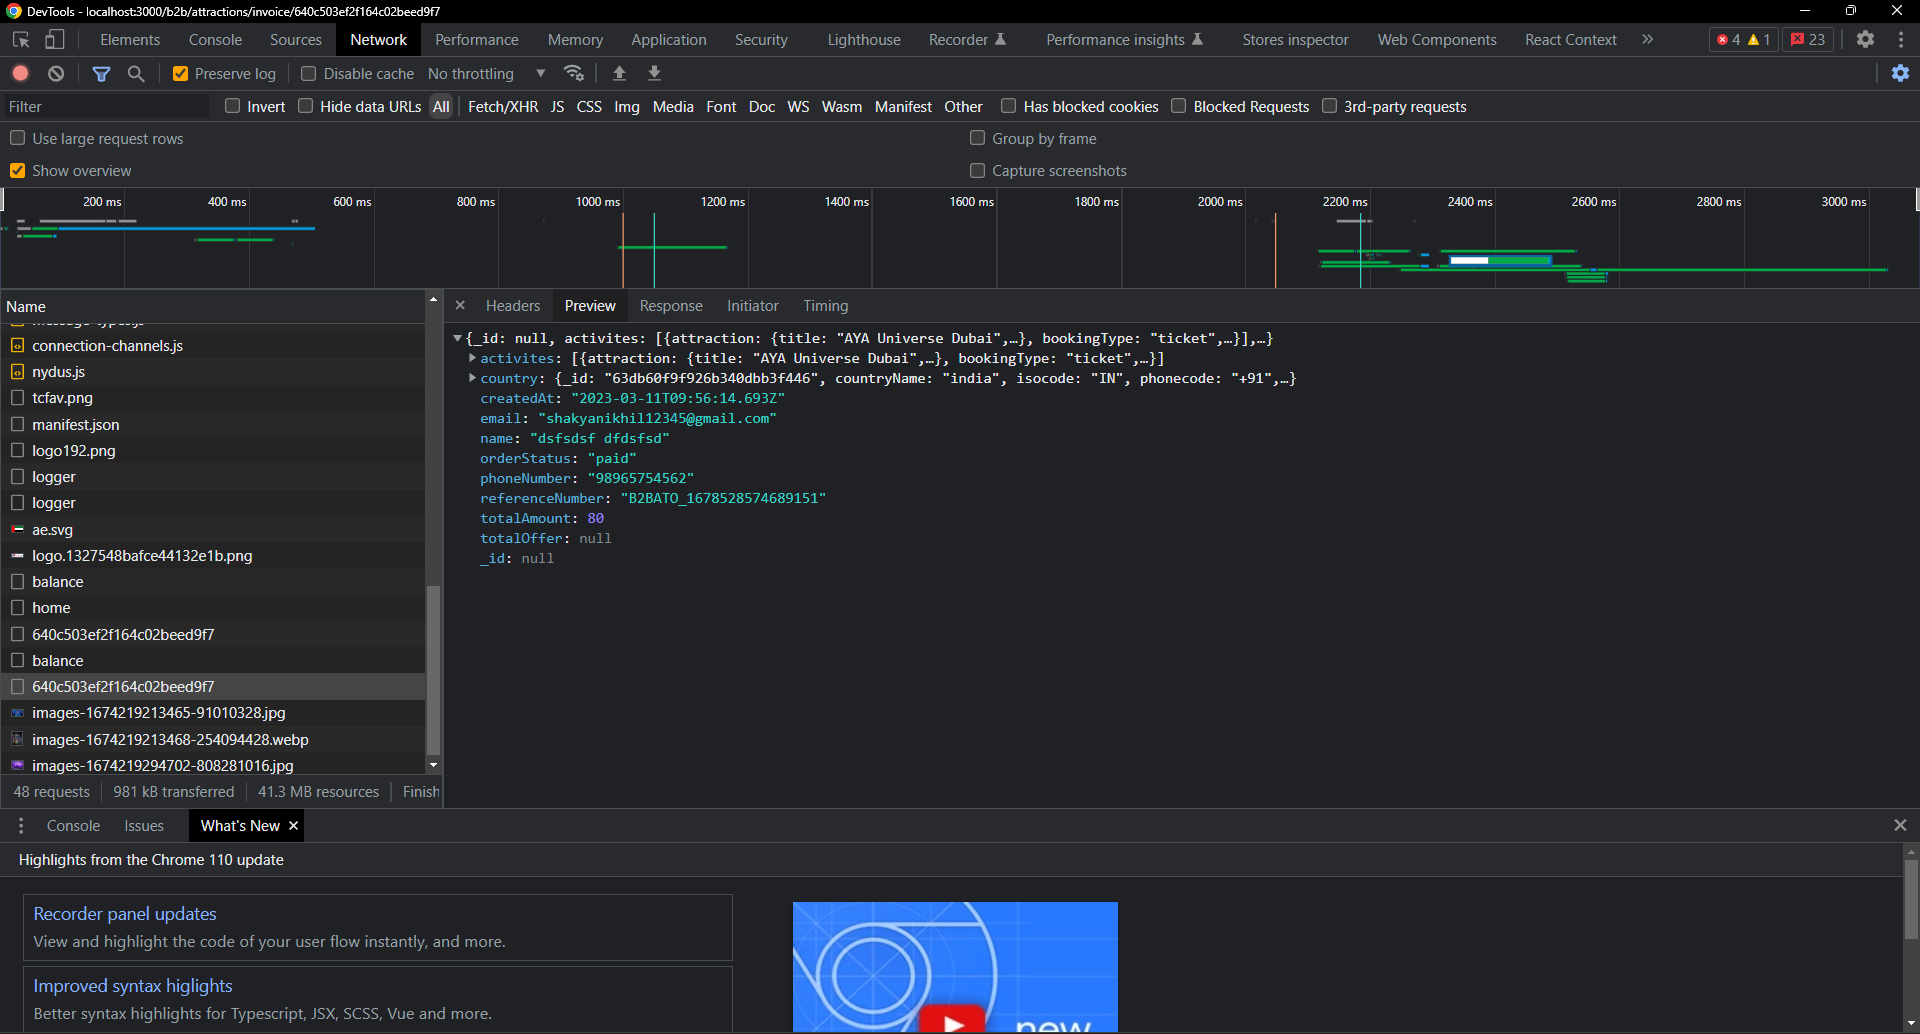 DevTools - localhost:3000/b2b/attractions/invoice/640c503ef2f164c02beed9f7
Elements Console Sources Network Performance Memory Application Security Lighthouse Recorder Performance insights Stores inspector Web Components React Context » 4 1 23
Preserve log Disable cache No throttling
Filter Invert Hide data URLs All Fetch/XHR JS CSS Img Media Font Doc WS Wasm Manifest Other Has blocked cookies Blocked Requests 3rd-party requests
Use large request rows Group by frame
Show overview Capture screenshots
200 ms 400 ms 600 ms 800 ms 1000 ms 1200 ms 1400 ms 1600 ms 1800 ms 2000 ms 2200 ms 2400 ms 2600 ms 2800 ms 3000 ms
Name
connection-channels.js
nydus.js
tcfav.png
manifest.json
logo192.png
logger
logger
ae.svg
logo.1327548bafce44132e1b.png
balance
home
640c503ef2f164c02beed9f7
balance
640c503ef2f164c02beed9f7
images-1674219213465-91010328.jpg
images-1674219213468-254094428.webp
images-1674219294702-808281016.jpg
48 requests 981 kB transferred 41.3 MB resources Finish
Headers Preview Response Initiator Timing
{_id: null, activites: [{attraction: {title: "AYA Universe Dubai",…}, bookingType: "ticket",…}],…}
activites: [{attraction: {title: "AYA Universe Dubai",…}, bookingType: "ticket",…}]
country: {_id: "63db60f9f926b340dbb3f446", countryName: "india", isocode: "IN", phonecode: "+91",…}
createdAt: "2023-03-11T09:56:14.693Z"
email: "shakyanikhil12345@gmail.com"
name: "dsfsdsf dfdsfsd"
orderStatus: "paid"
phoneNumber: "98965754562"
referenceNumber: "B2BATO_1678528574689151"
totalAmount: 80
totalOffer: null
_id: null
Console Issues What's New
Highlights from the Chrome 110 update
Recorder panel updates
View and highlight the code of your user flow instantly, and more.
Improved syntax higlights
Better syntax highlights for Typescript, JSX, SCSS, Vue and more.
new